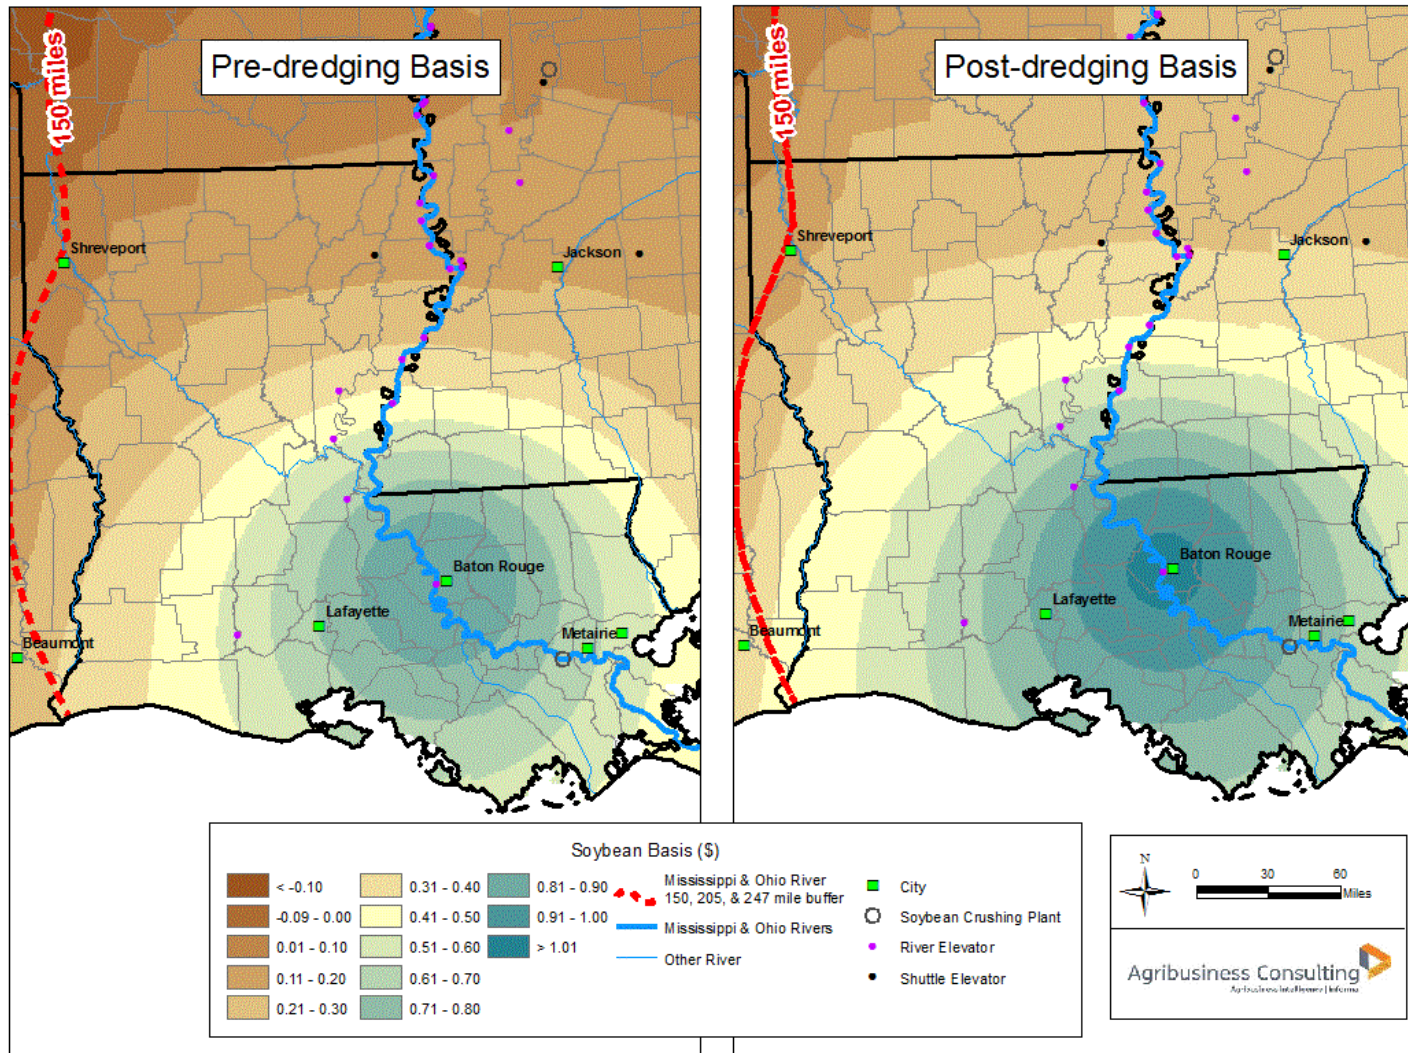 Pre-dredging Basis
150 miles
Shreveport
Jackson
Baton Rouge
Lafayette
Metairie
Beaumont
Post-dredging Basis
150 miles
Shreveport
Jackson
Baton Rouge
Lafayette
Metairie
Beaumont
Soybean Basis ($)
< -0.10
-0.09 - 0.00
0.01 - 0.10
0.11 - 0.20
0.21 - 0.30
0.31 - 0.40
0.41 - 0.50
0.51 - 0.60
0.61 - 0.70
0.71 - 0.80
0.81 - 0.90
0.91 - 1.00
> 1.01
Mississippi & Ohio River
150, 205, & 247 mile buffer
Mississippi & Ohio Rivers
Other River
City
Soybean Crushing Plant
River Elevator
Shuttle Elevator
N
0 30 60
Miles
Agribusiness Consulting
Agribusiness Intelligence | Informa